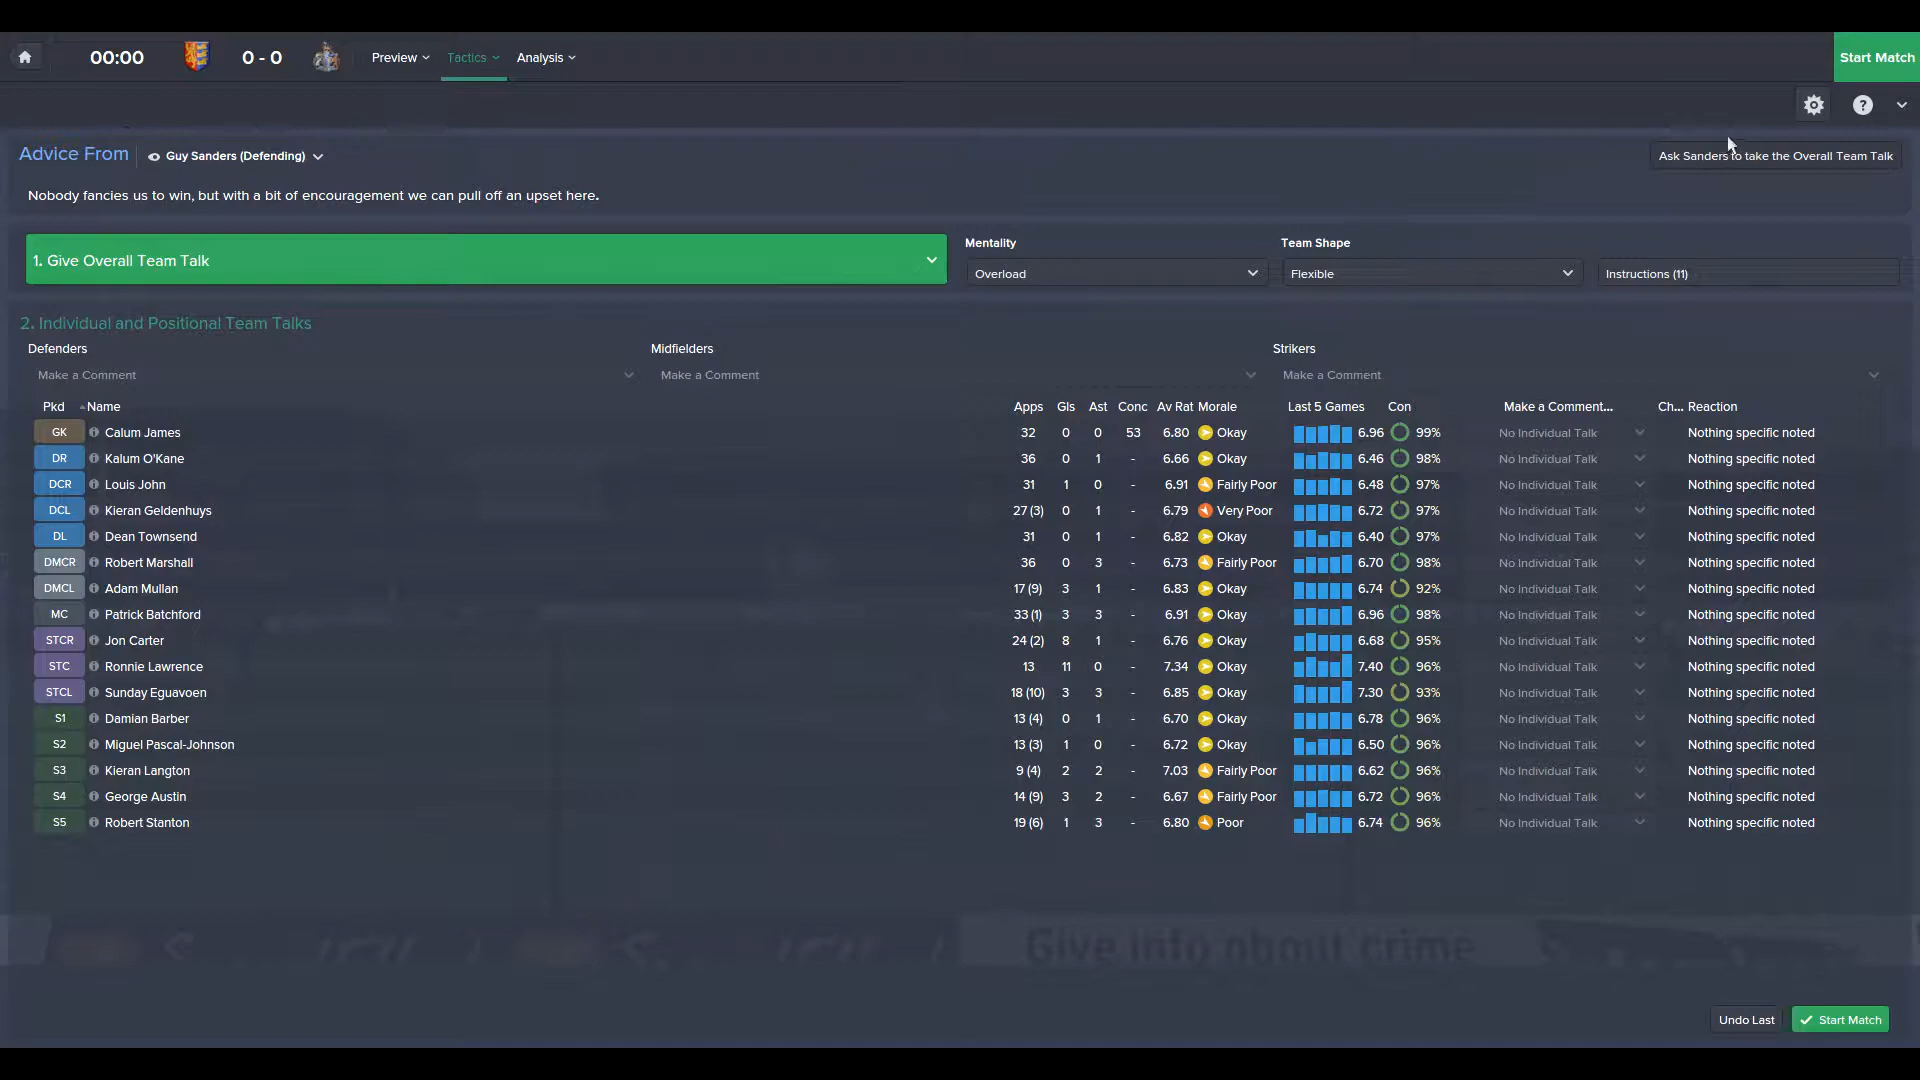 00:00 0 - 0 Preview Tactics Analysis Start Match
?
Advice From Guy Sanders (Defending) Ask Sanders to take the Overall Team Talk
Nobody fancies us to win, but with a bit of encouragement we can pull off an upset here.
Mentality Team Shape
1. Give Overall Team Talk Overload Flexible Instructions (11)
2. Individual and Positional Team Talks
Defenders Midfielders Strikers
Make a Comment Make a Comment Make a Comment
Pkd Name Apps Gls Ast Conc Av Rat Morale Last 5 Games Con Make a Comment... Ch... Reaction
GK Calum James 32 0 0 53 6.80 Okay 6.96 99% No Individual Talk Nothing specific noted
DR Kalum O'Kane 36 0 1 - 6.66 Okay 6.46 98% No Individual Talk Nothing specific noted
DCR Louis John 31 1 0 - 6.91 Fairly Poor 6.48 97% No Individual Talk Nothing specific noted
DCL Kieran Geldenhuys 27 (3) 0 1 - 6.79 Very Poor 6.72 97% No Individual Talk Nothing specific noted
DL Dean Townsend 31 0 1 - 6.82 Okay 6.40 97% No Individual Talk Nothing specific noted
DMCR Robert Marshall 36 0 3 - 6.73 Fairly Poor 6.70 98% No Individual Talk Nothing specific noted
DMCL Adam Mullan 17 (9) 3 1 - 6.83 Okay 6.74 92% No Individual Talk Nothing specific noted
MC Patrick Batchford 33 (1) 3 3 - 6.91 Okay 6.96 98% No Individual Talk Nothing specific noted
STCR Jon Carter 24 (2) 8 1 - 6.76 Okay 6.68 95% No Individual Talk Nothing specific noted
STC Ronnie Lawrence 13 11 0 - 7.34 Okay 7.40 96% No Individual Talk Nothing specific noted
STCL Sunday Eguavoen 18 (10) 3 3 - 6.85 Okay 7.30 93% No Individual Talk Nothing specific noted
S1 Damian Barber 13 (4) 0 1 - 6.70 Okay 6.78 96% No Individual Talk Nothing specific noted
S2 Miguel Pascal-Johnson 13 (3) 1 0 - 6.72 Okay 6.50 96% No Individual Talk Nothing specific noted
S3 Kieran Langton 9 (4) 2 2 - 7.03 Fairly Poor 6.62 96% No Individual Talk Nothing specific noted
S4 George Austin 14 (9) 3 2 - 6.67 Fairly Poor 6.72 96% No Individual Talk Nothing specific noted
S5 Robert Stanton 19 (6) 1 3 - 6.80 Poor 6.74 96% No Individual Talk Nothing specific noted
Give info about crime
Undo Last Start Match